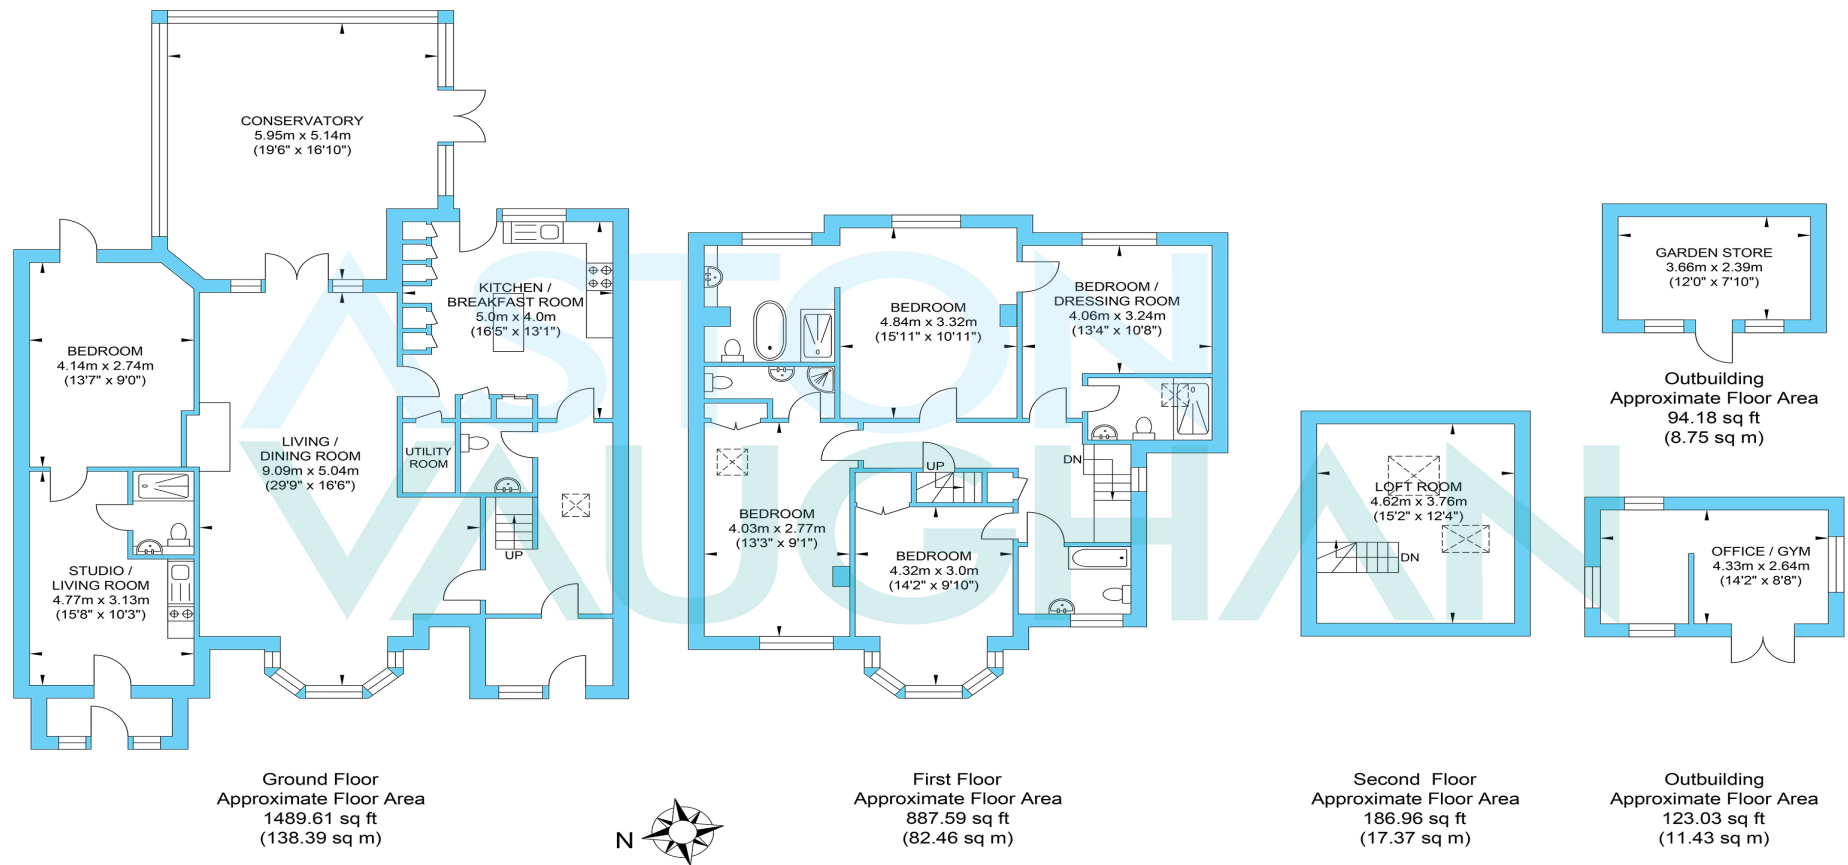 CONSERVATORY
5.95m x 5.14m
(19'6" x 16'10")
KITCHEN /
BREAKFAST ROOM
5.0m x 4.0m
(16'5" x 13'1")
BEDROOM
4.14m x 2.74m
(13'7" x 9'0")
LIVING /
DINING ROOM
9.09m x 5.04m
(29'9" x 16'6")
UTILITY
ROOM
UP
STUDIO /
LIVING ROOM
4.77m x 3.13m
(15'8" x 10'3")
Ground Floor
Approximate Floor Area
1489.61 sq ft
(138.39 sq m)
N
BEDROOM
4.84m x 3.32m
(15'11" x 10'11")
BEDROOM /
DRESSING ROOM
4.06m x 3.24m
(13'4" x 10'8")
UP
DN
BEDROOM
4.03m x 2.77m
(13'3" x 9'1")
BEDROOM
4.32m x 3.0m
(14'2" x 9'10")
First Floor
Approximate Floor Area
887.59 sq ft
(82.46 sq m)
LOFT ROOM
4.62m x 3.76m
(15'2" x 12'4")
DN
Second Floor
Approximate Floor Area
186.96 sq ft
(17.37 sq m)
GARDEN STORE
3.66m x 2.39m
(12'0" x 7'10")
Outbuilding
Approximate Floor Area
94.18 sq ft
(8.75 sq m)
OFFICE / GYM
4.33m x 2.64m
(14'2" x 8'8")
Outbuilding
Approximate Floor Area
123.03 sq ft
(11.43 sq m)
ASTON
VAUGHAN